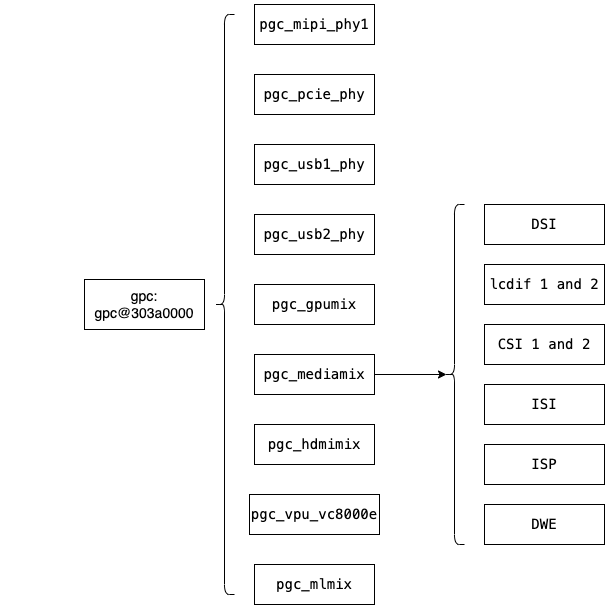 gpc:
gpc@303a0000
pgc_mipi_phy1
pgc_pcie_phy
pgc_usb1_phy
pgc_usb2_phy
pgc_gpumix
pgc_mediamix
pgc_hdmimix
pgc_vpu_vc8000e
pgc_mlmix
DSI
lcdif 1 and 2
CSI 1 and 2
ISI
ISP
DWE